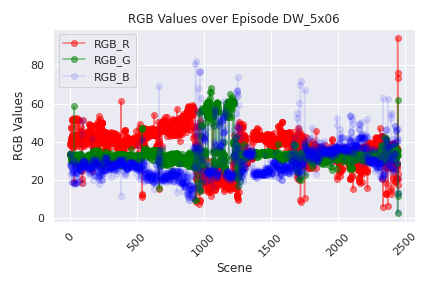 RGB Values over Episode DW_5x06
RGB_R
RGB_G
RGB_B
RGB Values
80
60
40
20
0
0
500
1000
1500
2000
2500
Scene